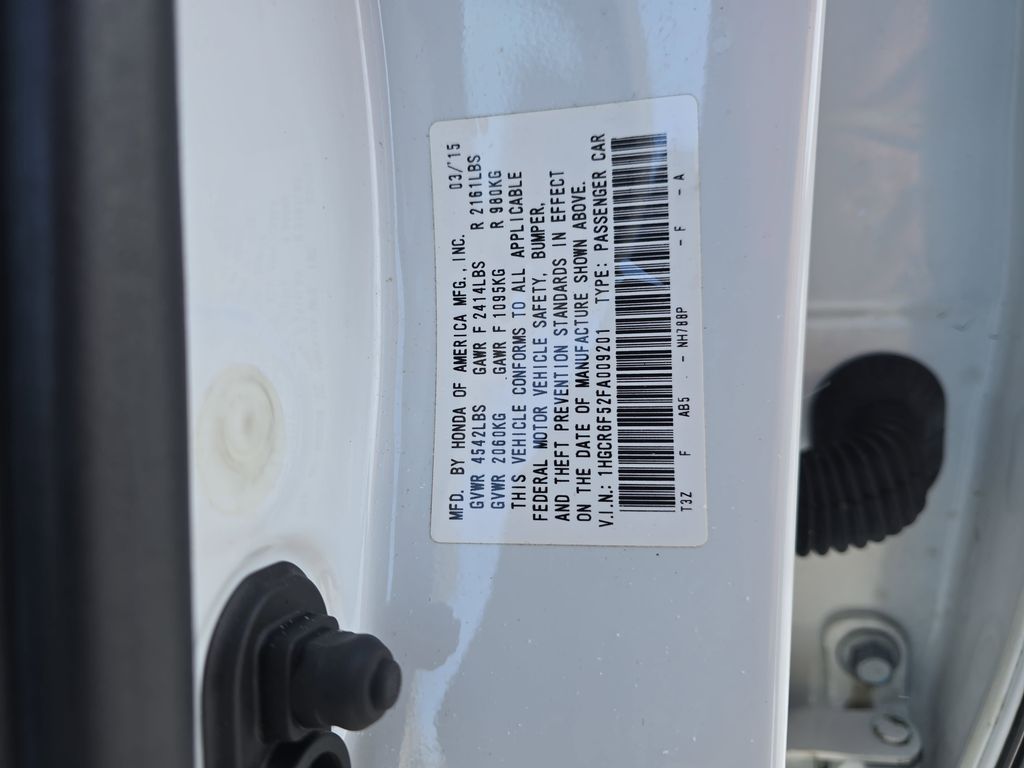 MFD. BY HONDA OF AMERICA MFG., INC. 03/'15
GVWR 4542LBS GAWR F 2414LBS R 2161LBS
GVWR 2060KG GAWR F 1095KG R 980KG
THIS VEHICLE CONFORMS TO ALL APPLICABLE
FEDERAL MOTOR VEHICLE SAFETY, BUMPER,
AND THEFT PREVENTION STANDARDS IN EFFECT
ON THE DATE OF MANUFACTURE SHOWN ABOVE.
V.I.N.: 1HGCR6F52FA009201 TYPE: PASSENGER CAR
T3Z F AB5 - NH788P - F - A